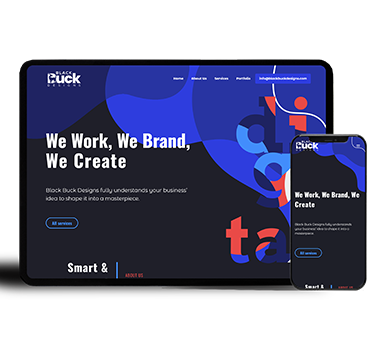 BLACK
Buck
DESIGNS
Home About Us Services Portfolio info@blackbuckdesigns.com
We Work, We Brand,
We Create
Black Buck Designs fully understands your business'
idea to shape it into a masterpiece.
All services
di
gi
ta
Smart &
ABOUT US
Buck
We Work, We Brand, We
Create
Black Buck Designs fully understands
your business' idea to shape it into a
masterpiece.
All services
Smart &